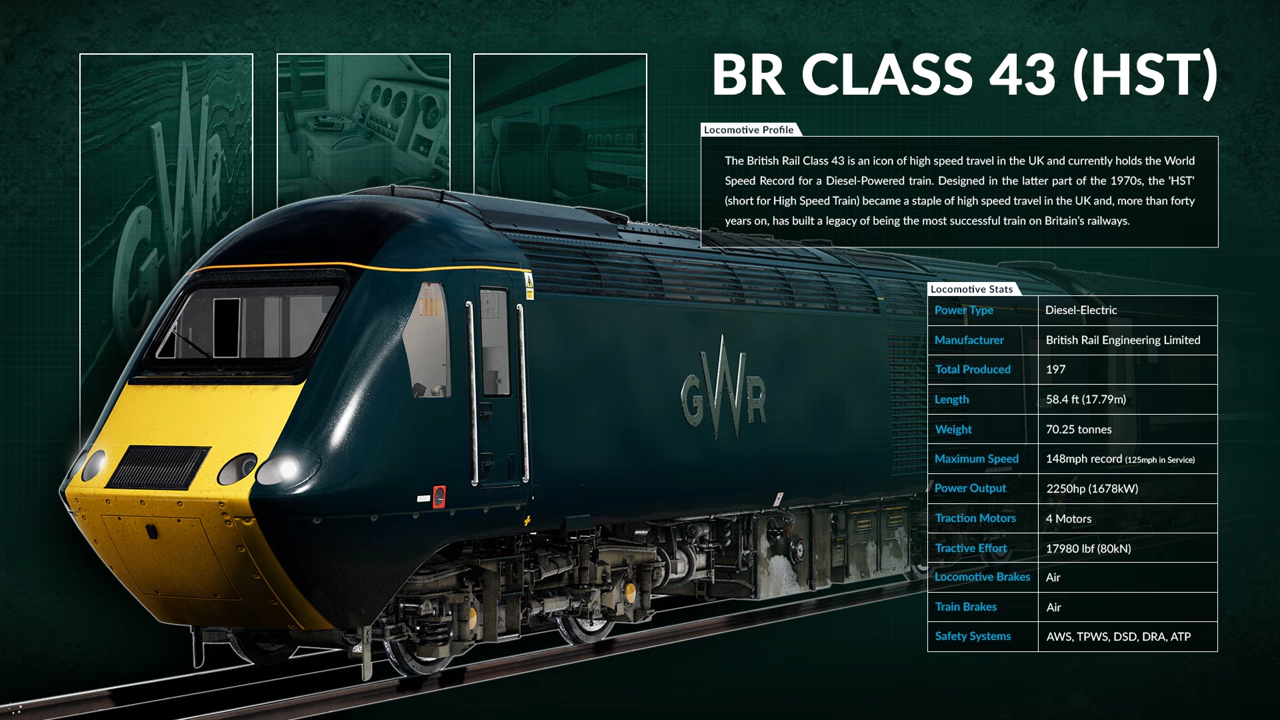 BR CLASS 43 (HST)
Locomotive Profile
The British Rail Class 43 is an icon of high speed travel in the UK and currently holds the World
Speed Record for a Diesel-Powered train. Designed in the latter part of the 1970s, the 'HST'
(short for High Speed Train) became a staple of high speed travel in the UK and, more than forty
years on, has built a legacy of being the most successful train on Britain's railways.
GWR
GWR
Locomotive Stats
Power Type Diesel-Electric
Manufacturer British Rail Engineering Limited
Total Produced 197
Length 58.4 ft (17.79m)
Weight 70.25 tonnes
Maximum Speed 148mph record (125mph in Service)
Power Output 2250hp (1678kW)
Traction Motors 4 Motors
Tractive Effort 17980 lbf (80kN)
Locomotive Brakes Air
Train Brakes Air
Safety Systems AWS, TPWS, DSD, DRA, ATP